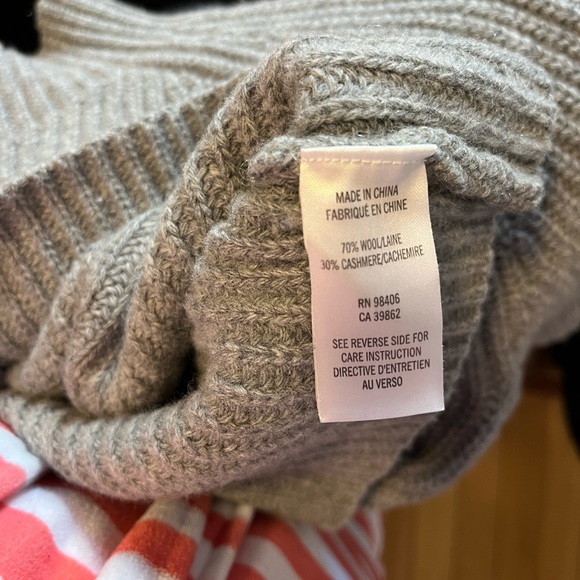 MADE IN CHINA
FABRIQUÉ EN CHINE
70% WOOL/LAINE
30% CASHMERE/CACHEMIRE
RN 98406
CA 39862
SEE REVERSE SIDE FOR
CARE INSTRUCTION
DIRECTIVE D'ENTRETIEN
AU VERSO